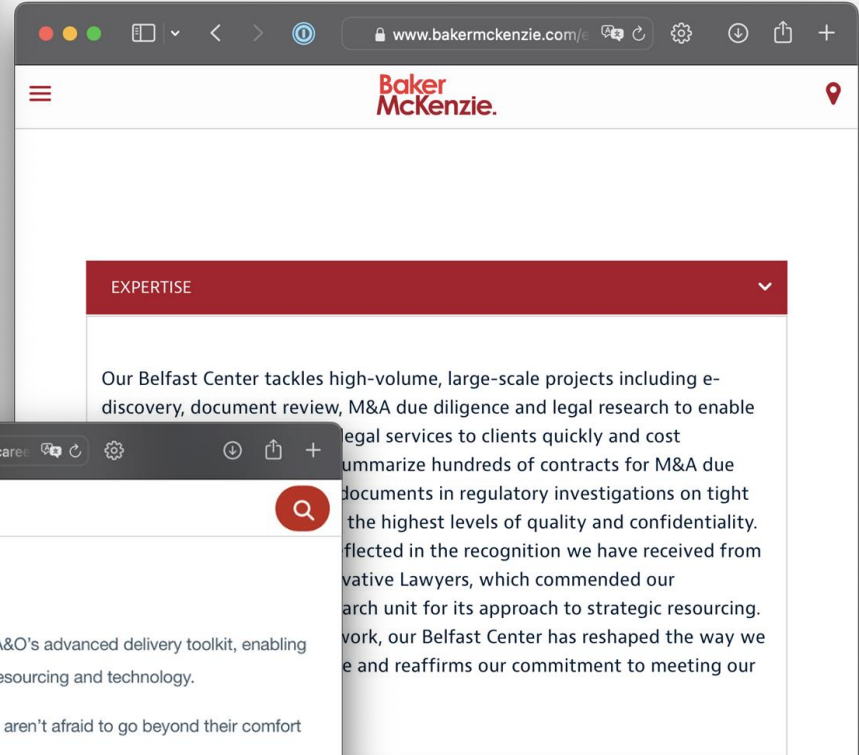 www.bakermckenzie.com/e
Baker
McKenzie.
EXPERTISE
Our Belfast Center tackles high-volume, large-scale projects including e-
discovery, document review, M&A due diligence and legal research to enable
legal services to clients quickly and cost
ummarize hundreds of contracts for M&A due
documents in regulatory investigations on tight
the highest levels of quality and confidentiality.
flected in the recognition we have received from
vative Lawyers, which commended our
arch unit for its approach to strategic resourcing.
work, our Belfast Center has reshaped the way we
e and reaffirms our commitment to meeting our
caree
A&O’s advanced delivery toolkit, enabling
esourcing and technology.
aren’t afraid to go beyond their comfort